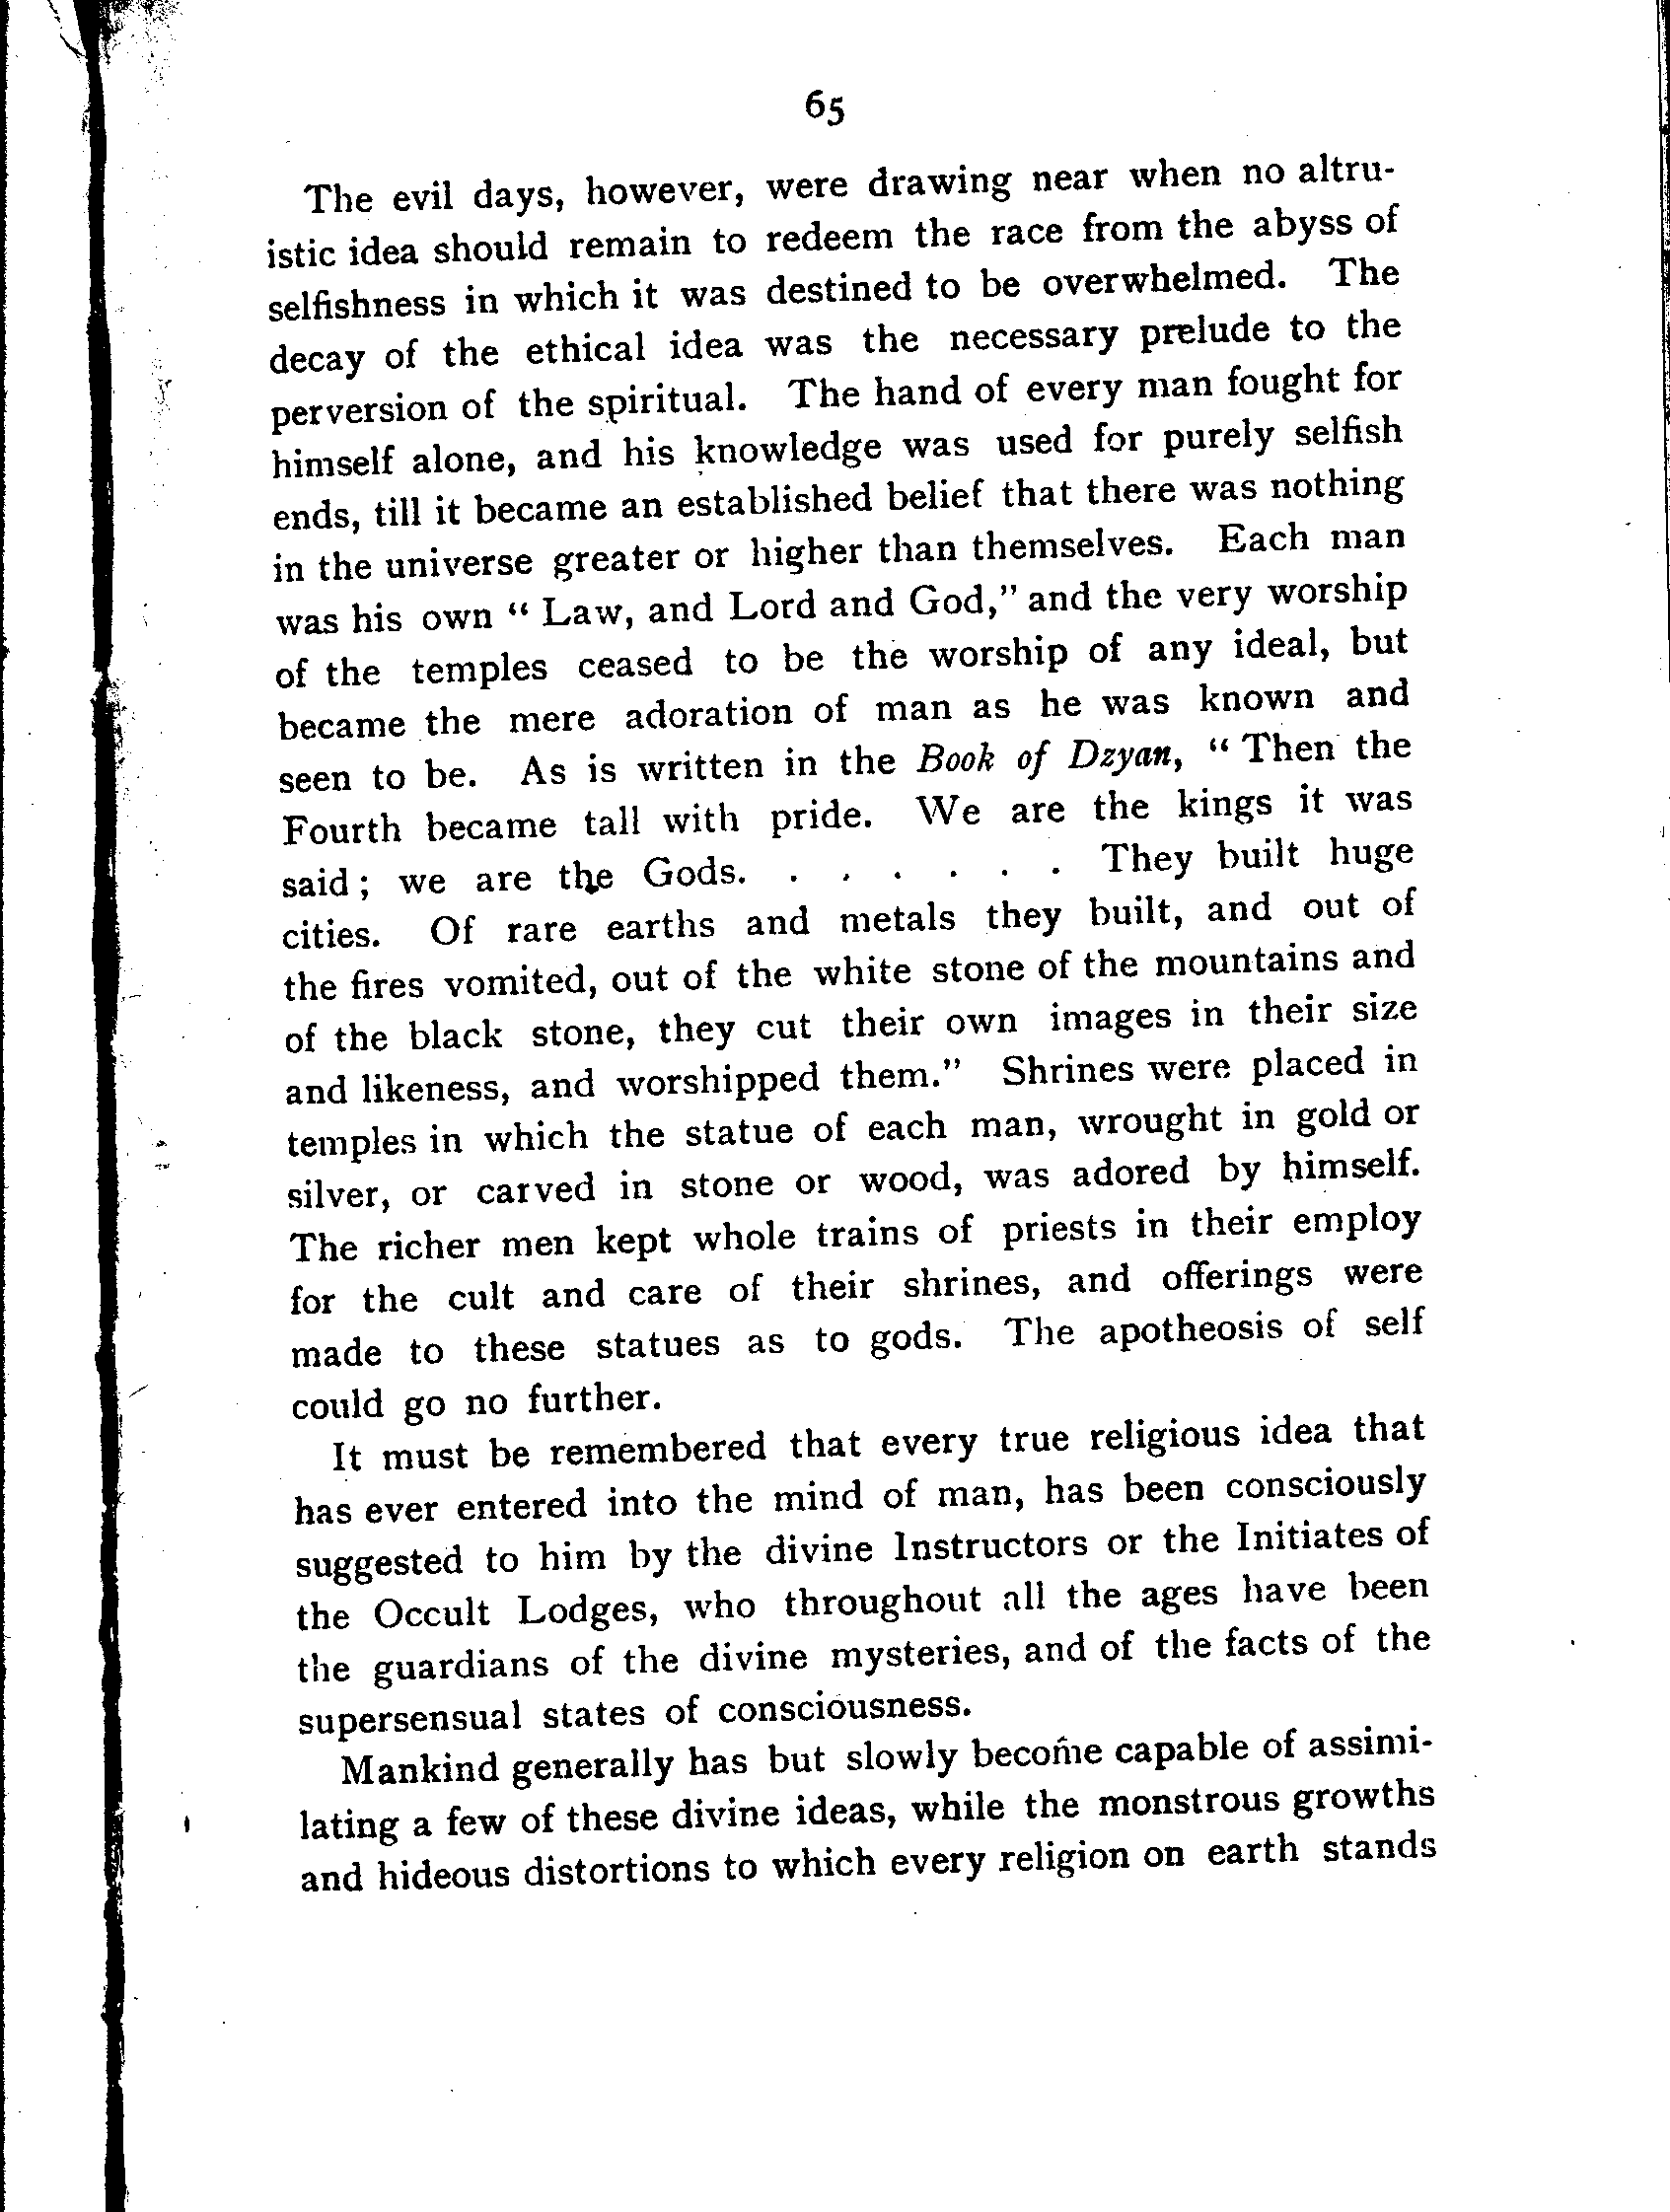 65
The evil days, however, were drawing near when no altru-
istic idea should remain to redeem the race from the abyss of
selfishness in which it was destined to be overwhelmed. The
decay of the ethical idea was the necessary prelude to the
perversion of the spiritual. The hand of every man fought for
himself alone, and his knowledge was used for purely selfish
ends, till it became an established belief that there was nothing
in the universe greater or higher than themselves. Each man
was his own “ Law, and Lord and God,” and the very worship
of the temples ceased to be the worship of any ideal, but
became the mere adoration of man as he was known and
seen to be. As is written in the Book of Dzyan, “ Then the
Fourth became tall with pride. We are the kings it was
said ; we are the Gods. . . . . . . They built huge
cities. Of rare earths and metals they built, and out of
the fires vomited, out of the white stone of the mountains and
of the black stone, they cut their own images in their size
and likeness, and worshipped them.” Shrines were placed in
temples in which the statue of each man, wrought in gold or
silver, or carved in stone or wood, was adored by himself.
The richer men kept whole trains of priests in their employ
for the cult and care of their shrines, and offerings were
made to these statues as to gods. The apotheosis of self
could go no further.
It must be remembered that every true religious idea that
has ever entered into the mind of man, has been consciously
suggested to him by the divine Instructors or the Initiates of
the Occult Lodges, who throughout all the ages have been
the guardians of the divine mysteries, and of the facts of the
supersensual states of consciousness.
Mankind generally has but slowly become capable of assimi-
lating a few of these divine ideas, while the monstrous growths
and hideous distortions to which every religion on earth stands